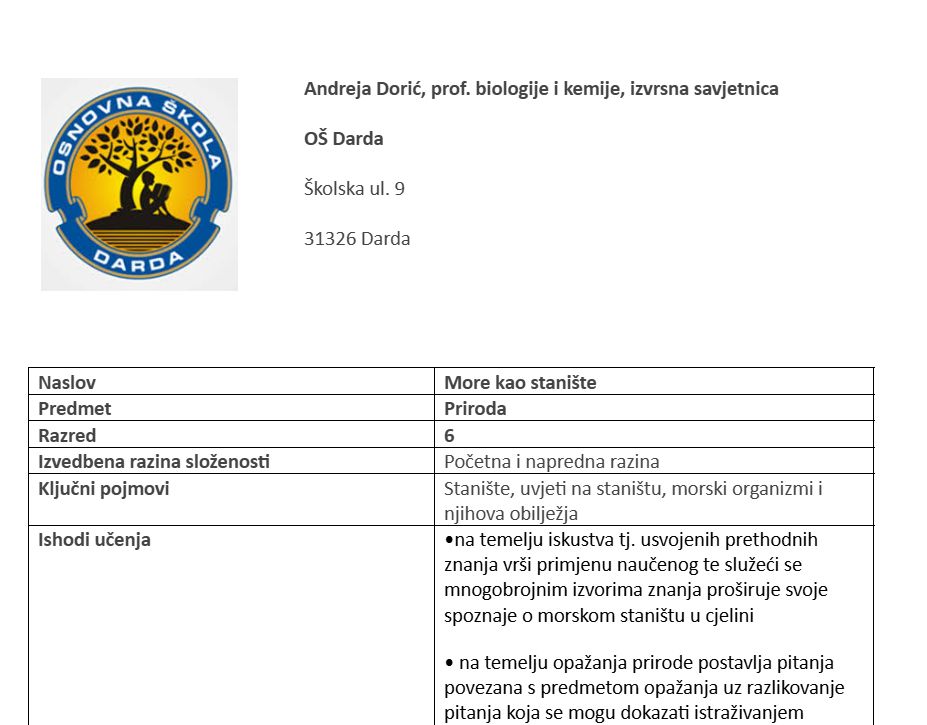 OSNOVNA ŠKOLA
DARDA
Andreja Dorić, prof. biologije i kemije, izvrsna savjetnica
OŠ Darda
Školska ul. 9
31326 Darda
Naslov More kao stanište
Predmet Priroda
Razred 6
Izvedbena razina složenosti Početna i napredna razina
Ključni pojmovi Stanište, uvjeti na staništu, morski organizmi i
njihova obilježja
Ishodi učenja •na temelju iskustva tj. usvojenih prethodnih
znanja vrši primjenu naučenog te služeći se
mnogobrojnim izvorima znanja proširuje svoje
spoznaje o morskom staništu u cjelini
• na temelju opažanja prirode postavlja pitanja
povezana s predmetom opažanja uz razlikovanje
pitanja koja se mogu dokazati istraživanjem